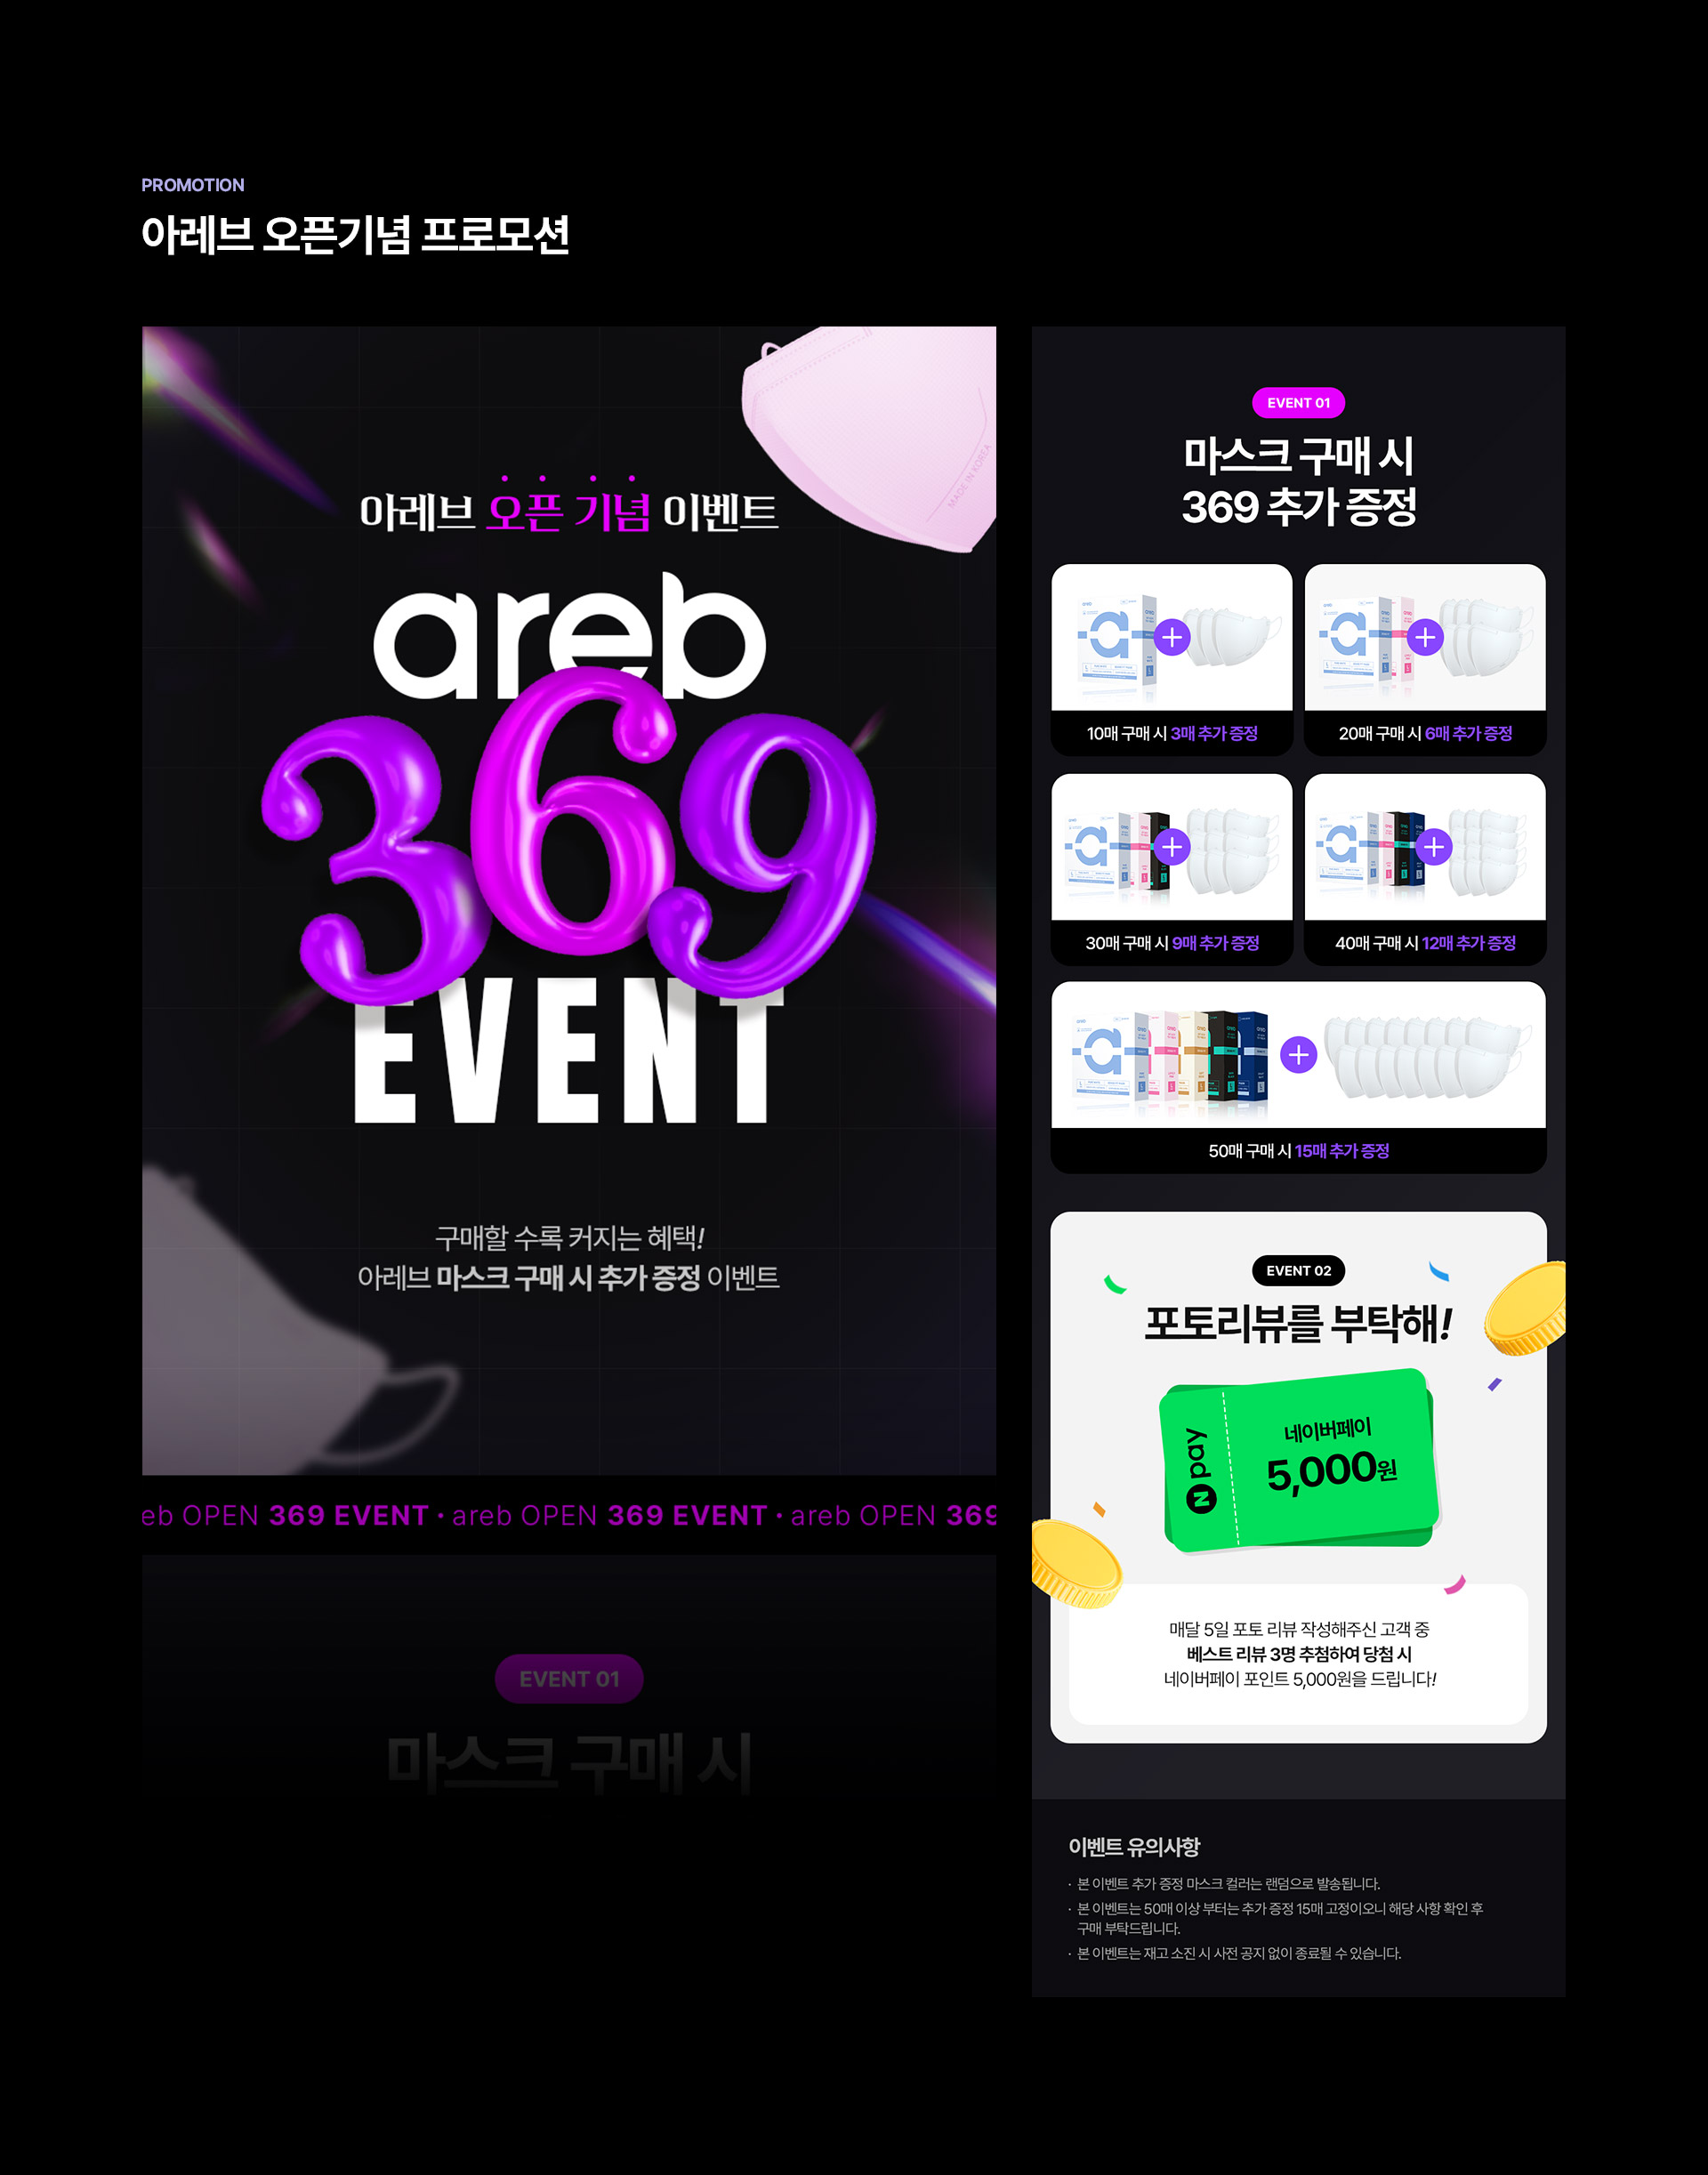 PROMOTION
아레브 오픈기념 프로모션
아레브 오픈 기념 이벤트
areb
369
EVENT
MADE IN KOREA
구매할 수록 커지는 혜택!
아레브 마스크 구매 시 추가 증정 이벤트
eb OPEN 369 EVENT • areb OPEN 369 EVENT • areb OPEN 369
EVENT 01
마스크 구매 시
EVENT 01
마스크 구매 시
369 추가 증정
10매 구매 시 3매 추가 증정
20매 구매 시 6매 추가 증정
30매 구매 시 9매 추가 증정
40매 구매 시 12매 추가 증정
50매 구매 시 15매 추가 증정
EVENT 02
포토리뷰를 부탁해!
N pay
네이버페이
5,000원
매달 5일 포토 리뷰 작성해주신 고객 중
베스트 리뷰 3명 추첨하여 당첨 시
네이버페이 포인트 5,000원을 드립니다!
이벤트 유의사항
· 본 이벤트 추가 증정 마스크 컬러는 랜덤으로 발송됩니다.
· 본 이벤트는 50매 이상 부터는 추가 증정 15매 고정이오니 해당 사항 확인 후
구매 부탁드립니다.
· 본 이벤트는 재고 소진 시 사전 공지 없이 종료될 수 있습니다.